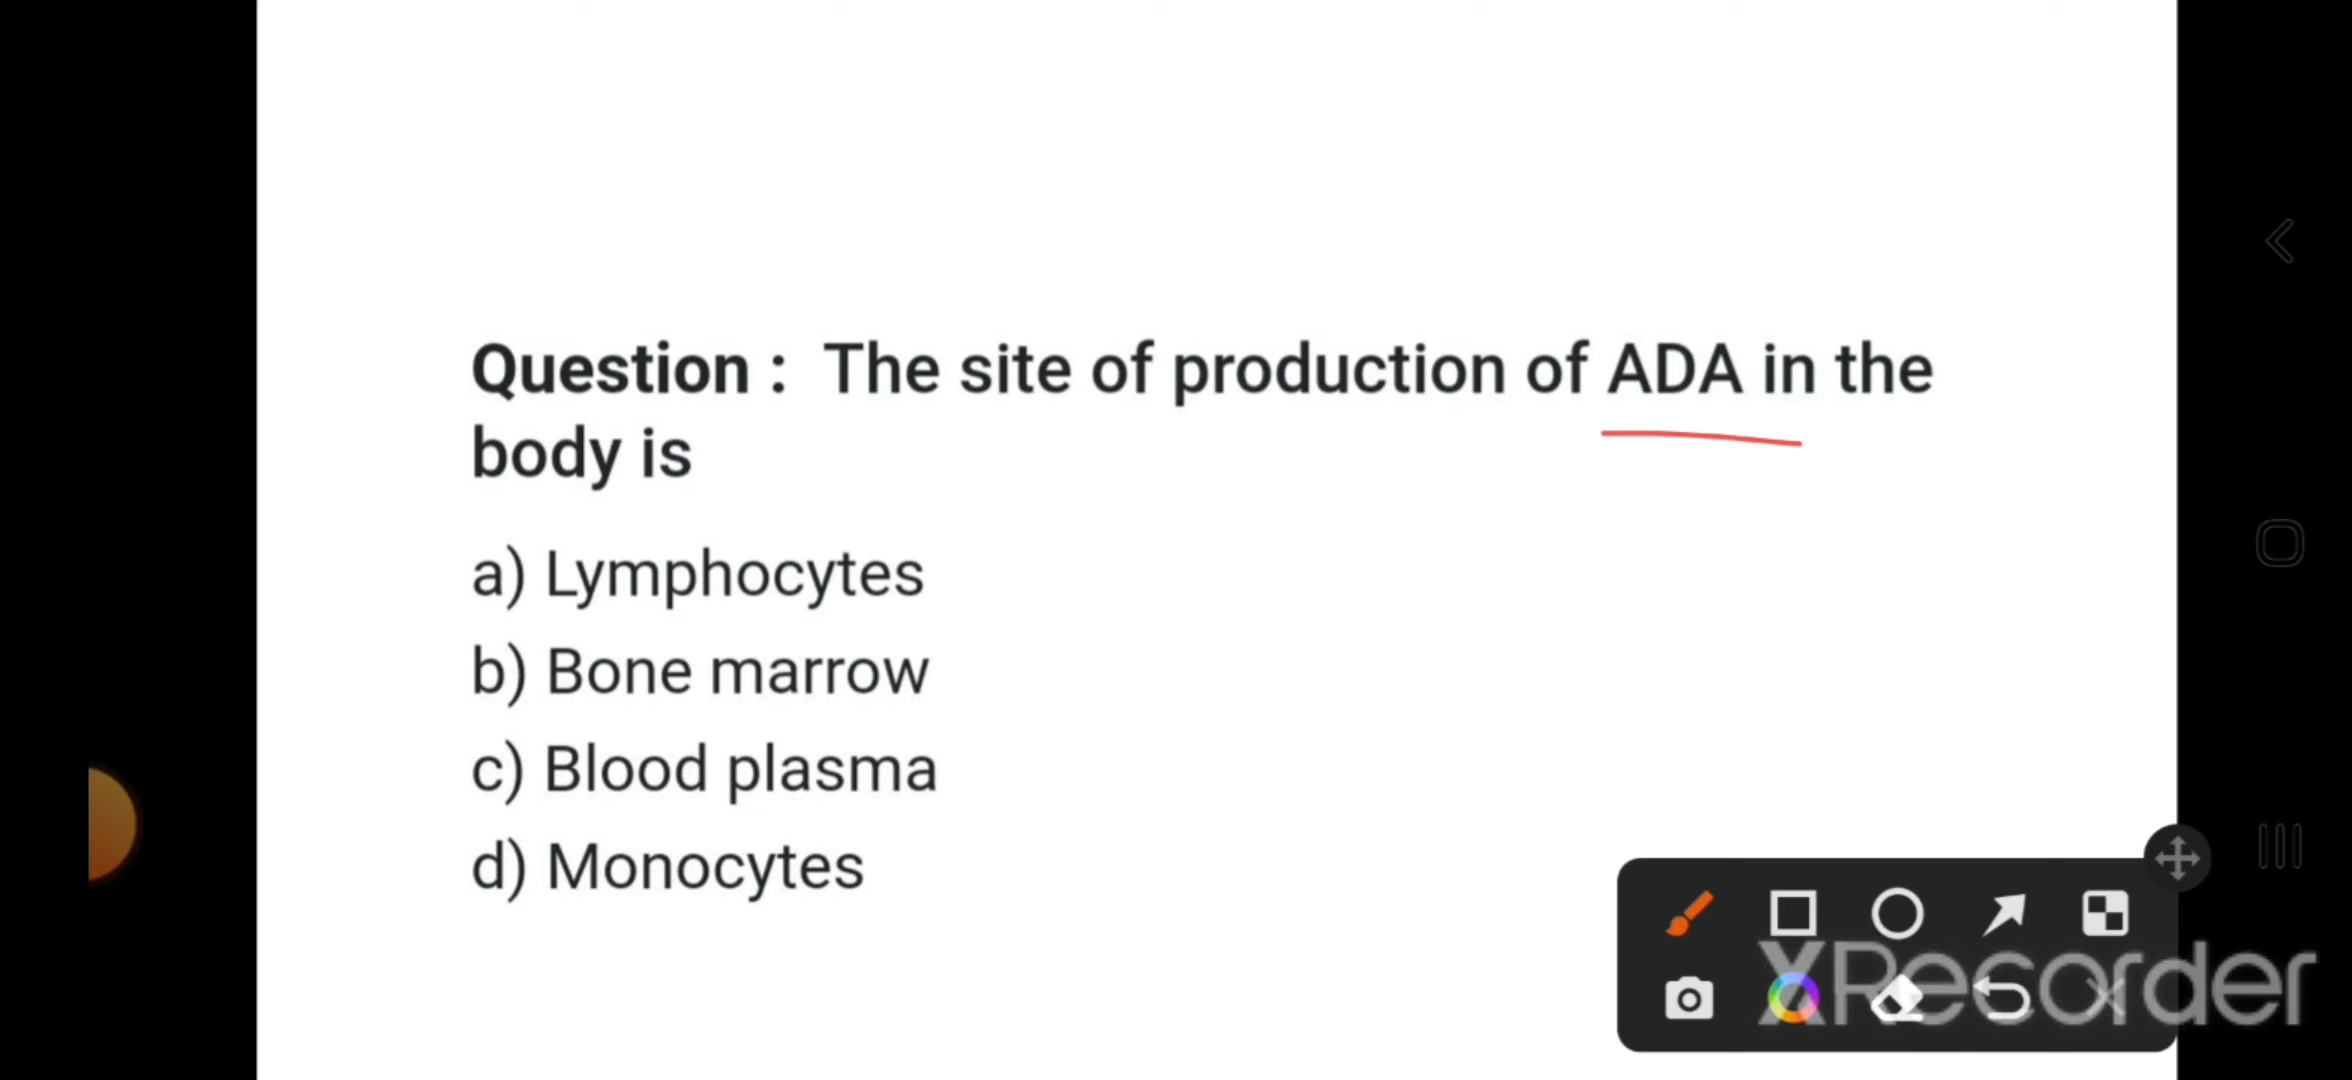 Question : The site of production of ADA in the
body is
a) Lymphocytes
b) Bone marrow
c) Blood plasma
d) Monocytes
XRecorder